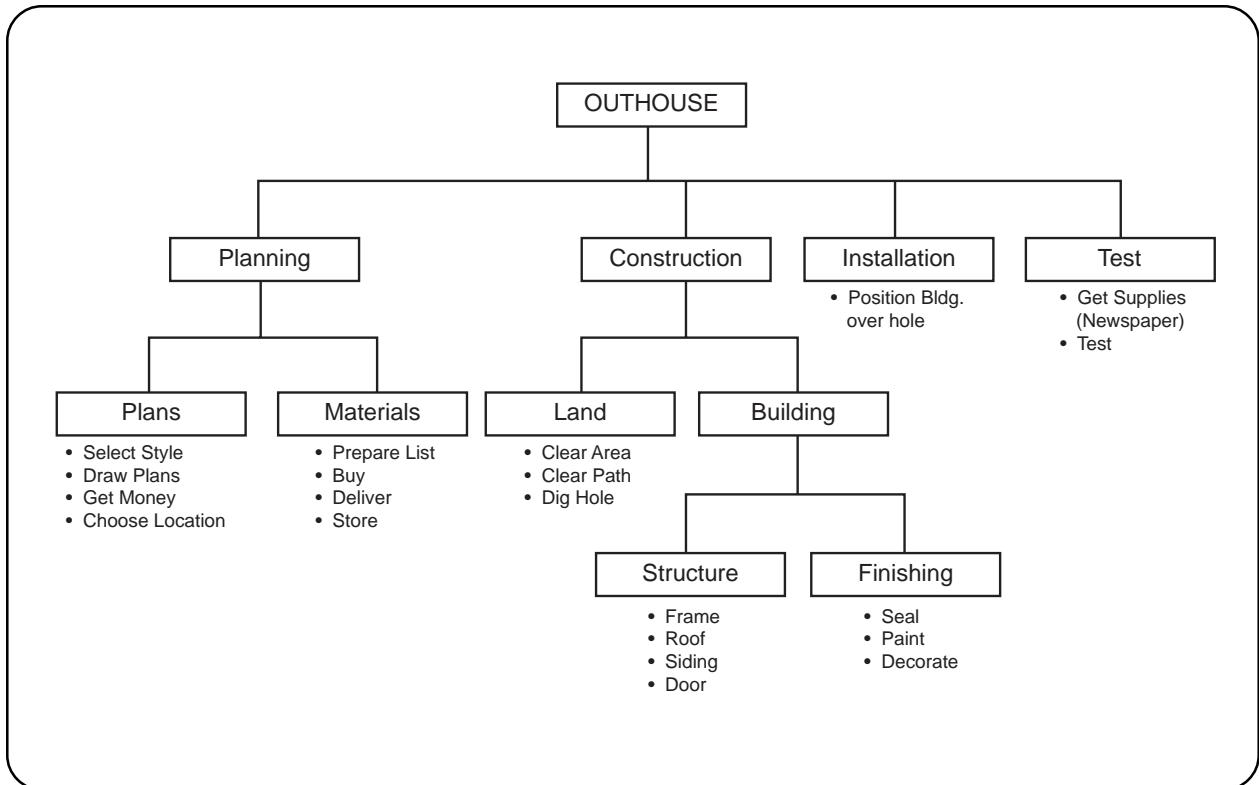 OUTHOUSE
Planning
Construction
Installation
Test
• Position Bldg.
over hole
• Get Supplies
(Newspaper)
• Test
Plans
Materials
Land
Building
• Select Style
• Draw Plans
• Get Money
• Choose Location
• Prepare List
• Buy
• Deliver
• Store
• Clear Area
• Clear Path
• Dig Hole
Structure
Finishing
• Frame
• Roof
• Siding
• Door
• Seal
• Paint
• Decorate